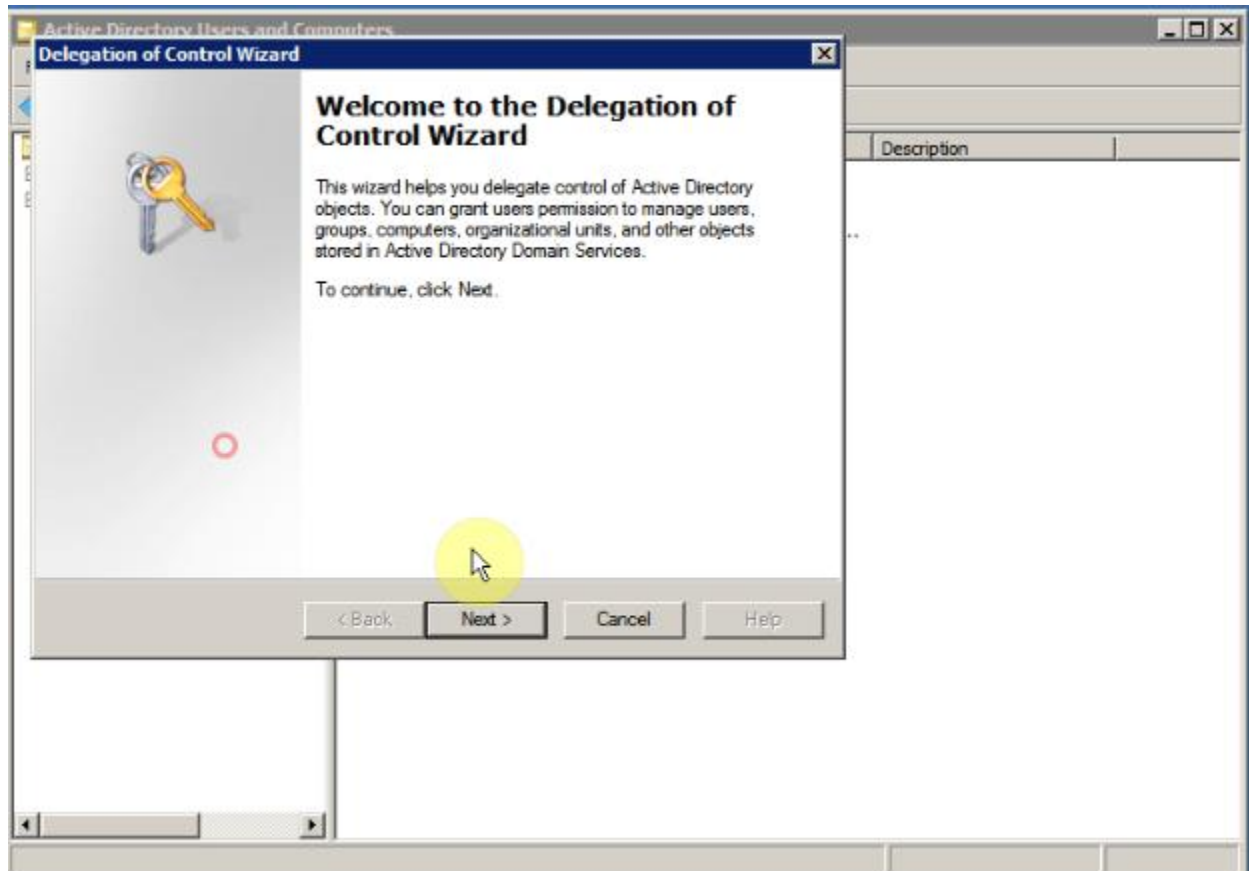 Active Directory Users and Computers
Delegation of Control Wizard
Welcome to the Delegation of
Control Wizard
This wizard helps you delegate control of Active Directory
objects. You can grant users permission to manage users,
groups, computers, organizational units, and other objects
stored in Active Directory Domain Services.
To continue, click Next.
Description
..
< Back
Next >
Cancel
Help